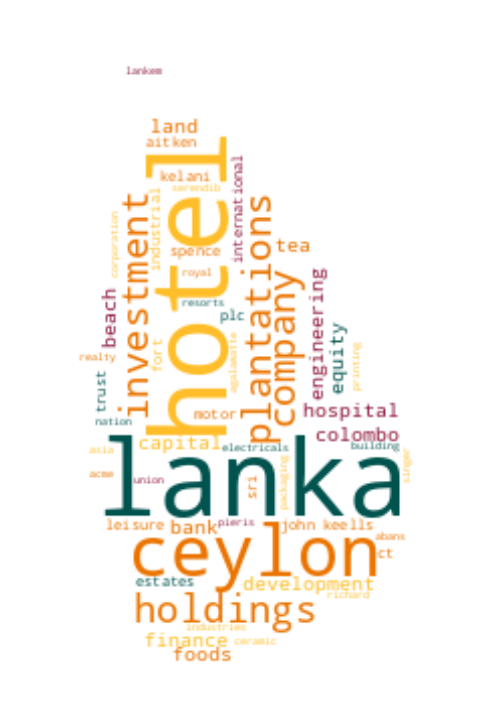 lankem
land
aitken
kelani
serendib
hotel
investment
industrial
international
corporation
plantations
spence
tea
royal
company
engineering
beach
resorts
plc
equity
printing
realty
fort
agalawatte
trust
motor
hospital
nation
colombo
capital
electricals
building
asia
lanka
acme
union
sri
packaging
singer
leisure
bank
pieris
john keells
abans
ceylon
ct
estates
development
richard
holdings
industries
finance
ceramic
foods